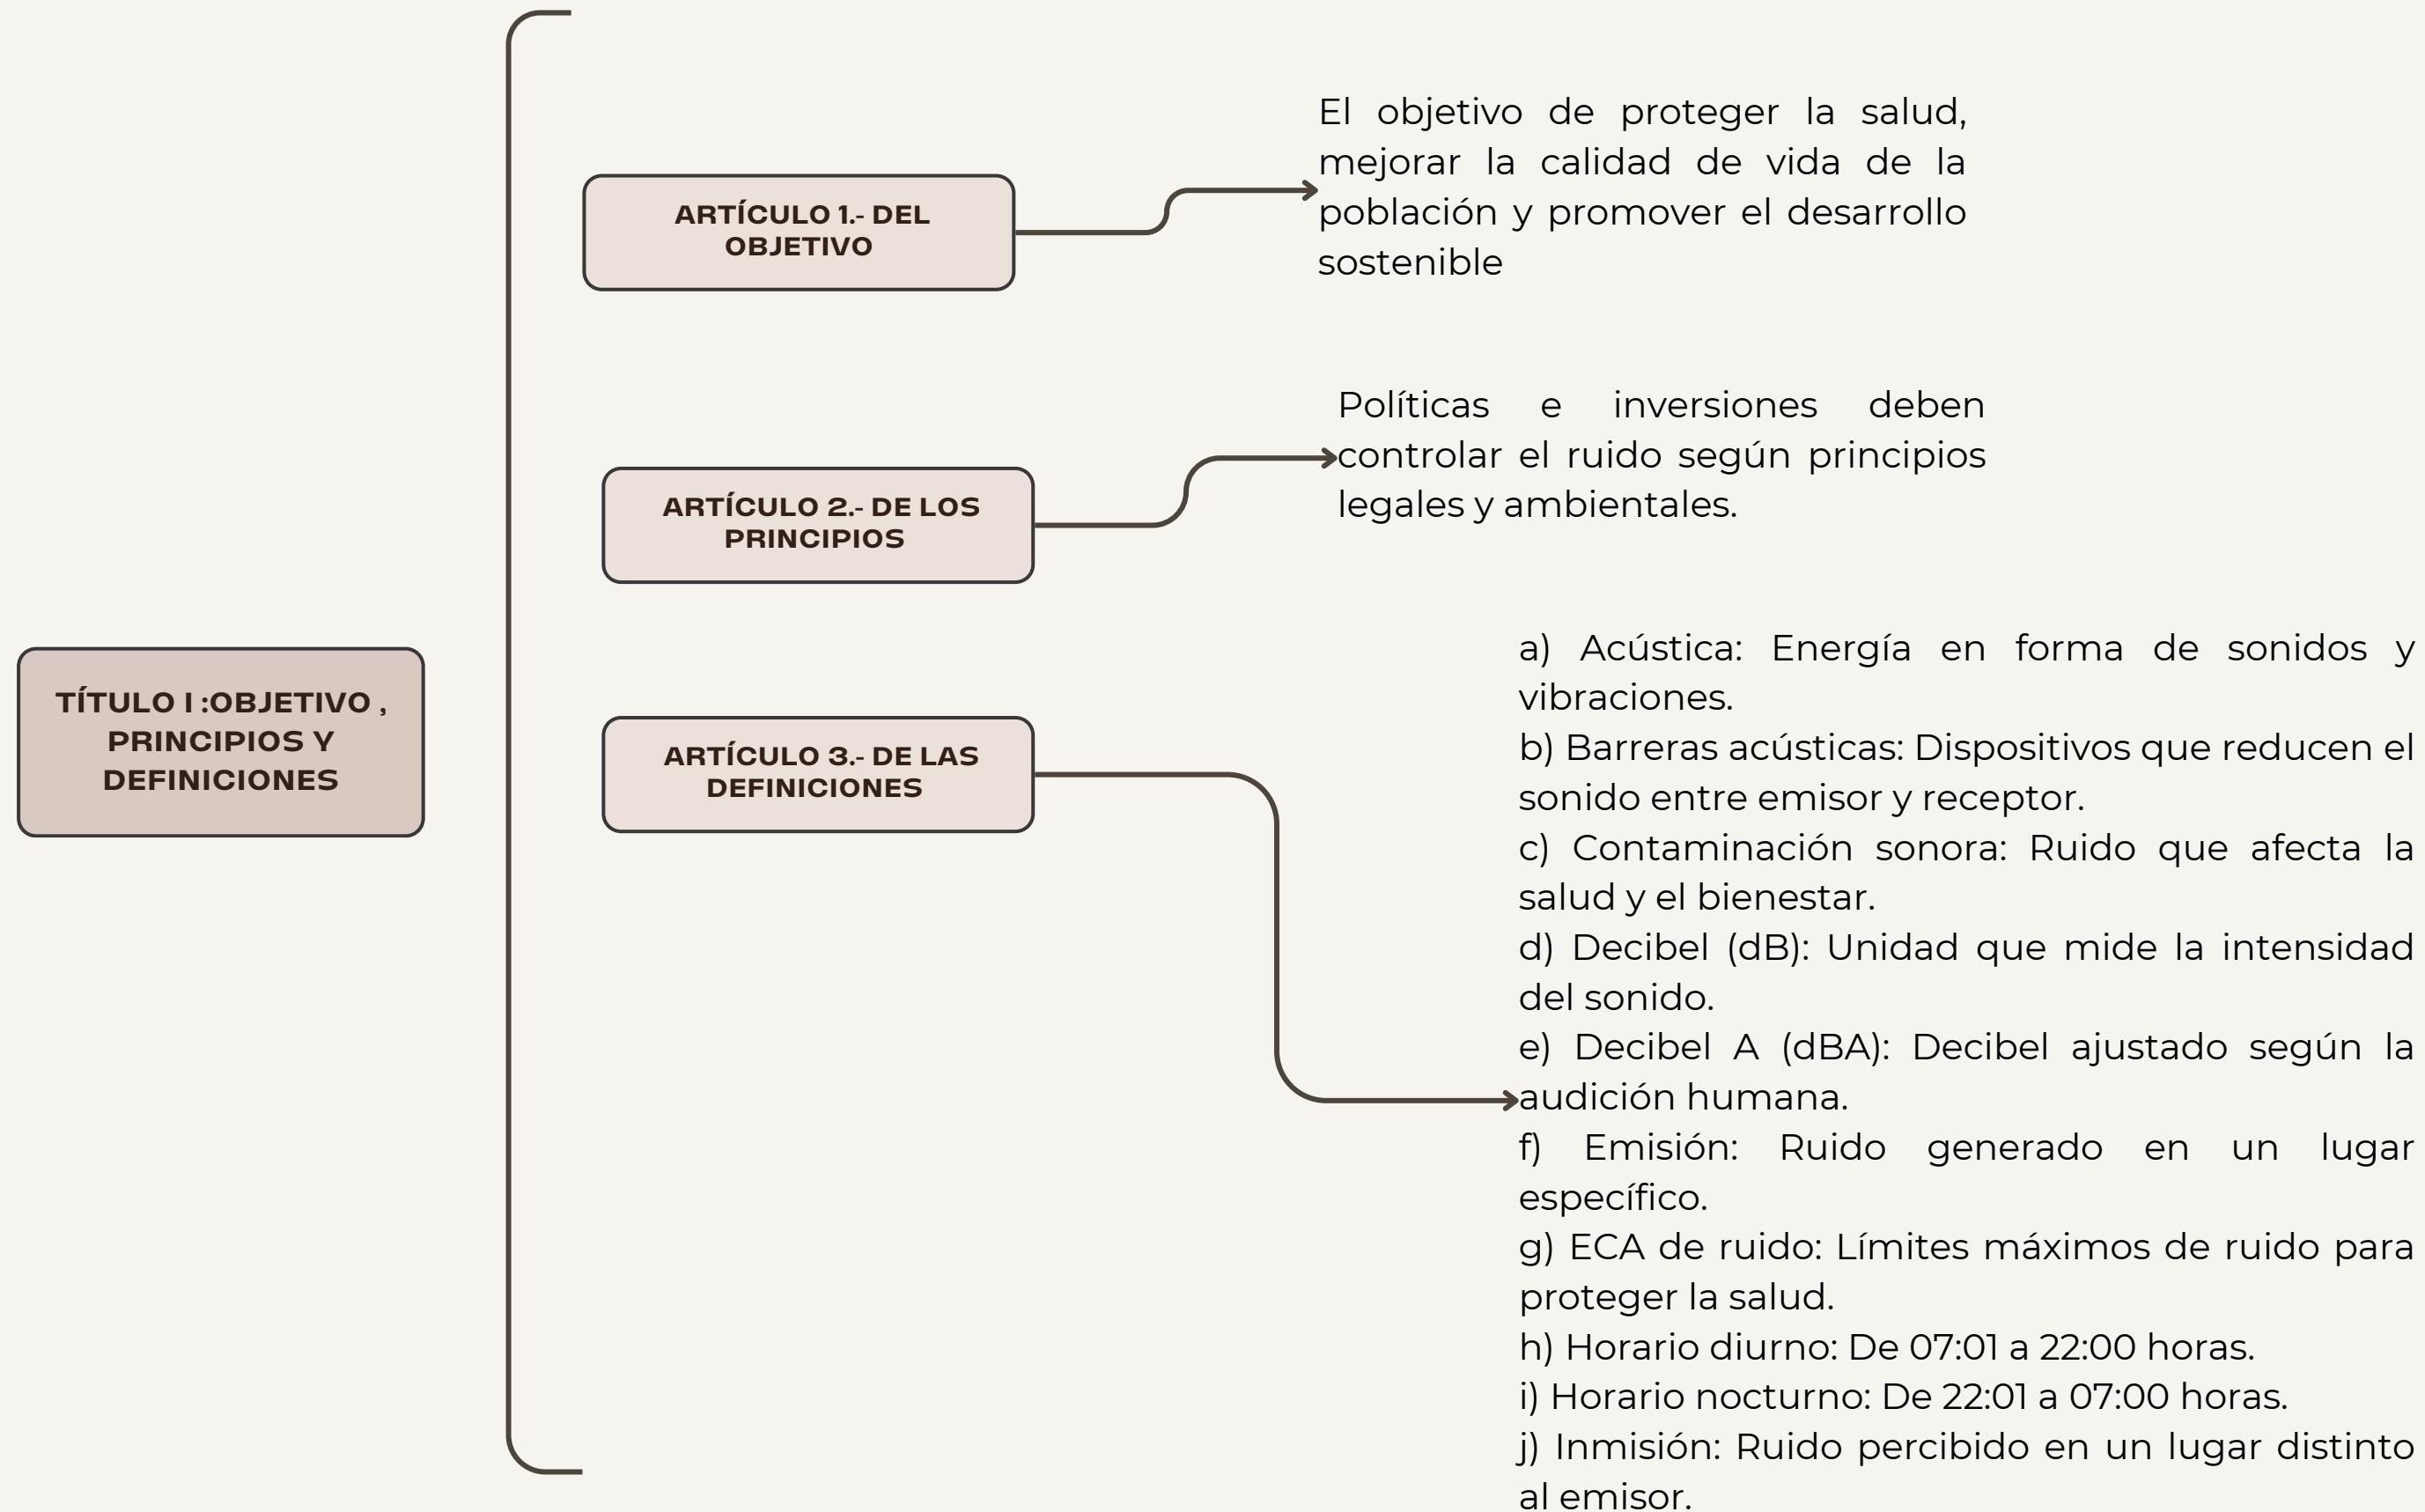 TÍTULO I :OBJETIVO ,
PRINCIPIOS Y
DEFINICIONES
ARTÍCULO 1.- DEL
OBJETIVO
El objetivo de proteger la salud,
mejorar la calidad de vida de la
población y promover el desarrollo
sostenible
ARTÍCULO 2.- DE LOS
PRINCIPIOS
Políticas e inversiones deben
controlar el ruido según principios
legales y ambientales.
ARTÍCULO 3.- DE LAS
DEFINICIONES
a) Acústica: Energía en forma de sonidos y
vibraciones.
b) Barreras acústicas: Dispositivos que reducen el
sonido entre emisor y receptor.
c) Contaminación sonora: Ruido que afecta la
salud y el bienestar.
d) Decibel (dB): Unidad que mide la intensidad
del sonido.
e) Decibel A (dBA): Decibel ajustado según la
audición humana.
f) Emisión: Ruido generado en un lugar
específico.
g) ECA de ruido: Límites máximos de ruido para
proteger la salud.
h) Horario diurno: De 07:01 a 22:00 horas.
i) Horario nocturno: De 22:01 a 07:00 horas.
j) Inmisión: Ruido percibido en un lugar distinto
al emisor.